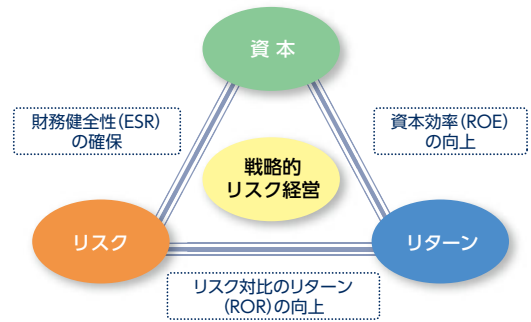 資 本
財務健全性(ESR)
の確保
資本効率(ROE)
の向上
戦略的
リスク経営
リスク
リターン
リスク対比のリターン
(ROR)の向上